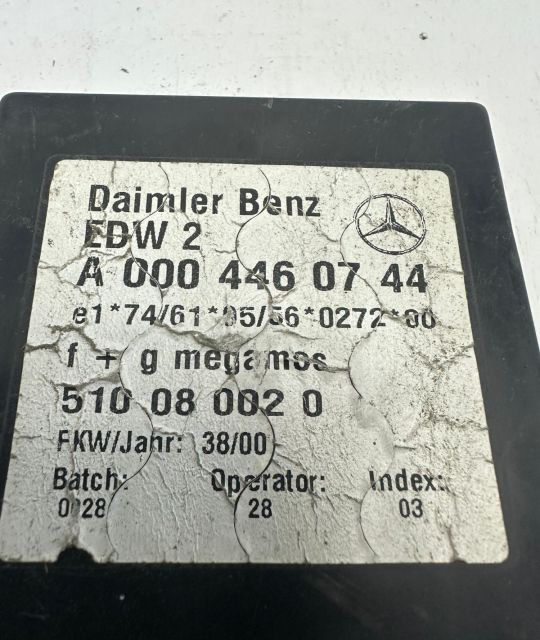 Daimler Benz
EDW 2
A 000 446 07 44
e1*74/61*95/56*0272*00
f + g megamos
510 08 002 0
FKW/Jahr: 38/00
Batch: Operator: Index:
0028 28 03